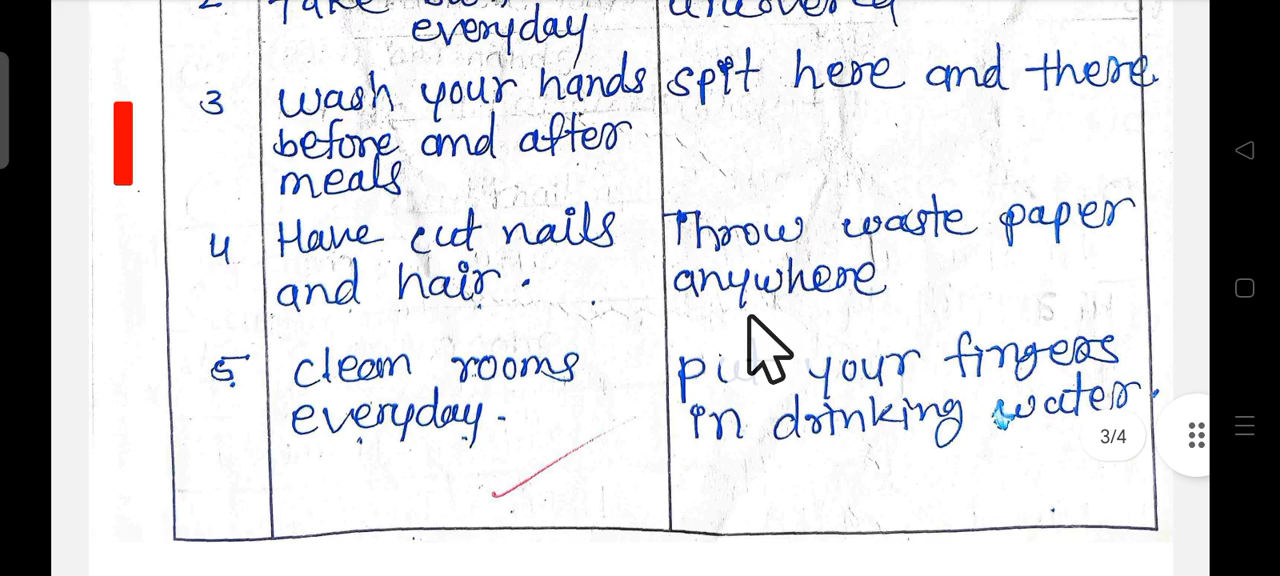 2
everyday
3 wash your hands spit here and there
before and after
meals
4 Have cut nails Throw waste paper
and hair. anywhere
5 clean rooms your fingers
everyday. in drinking water.
3/4